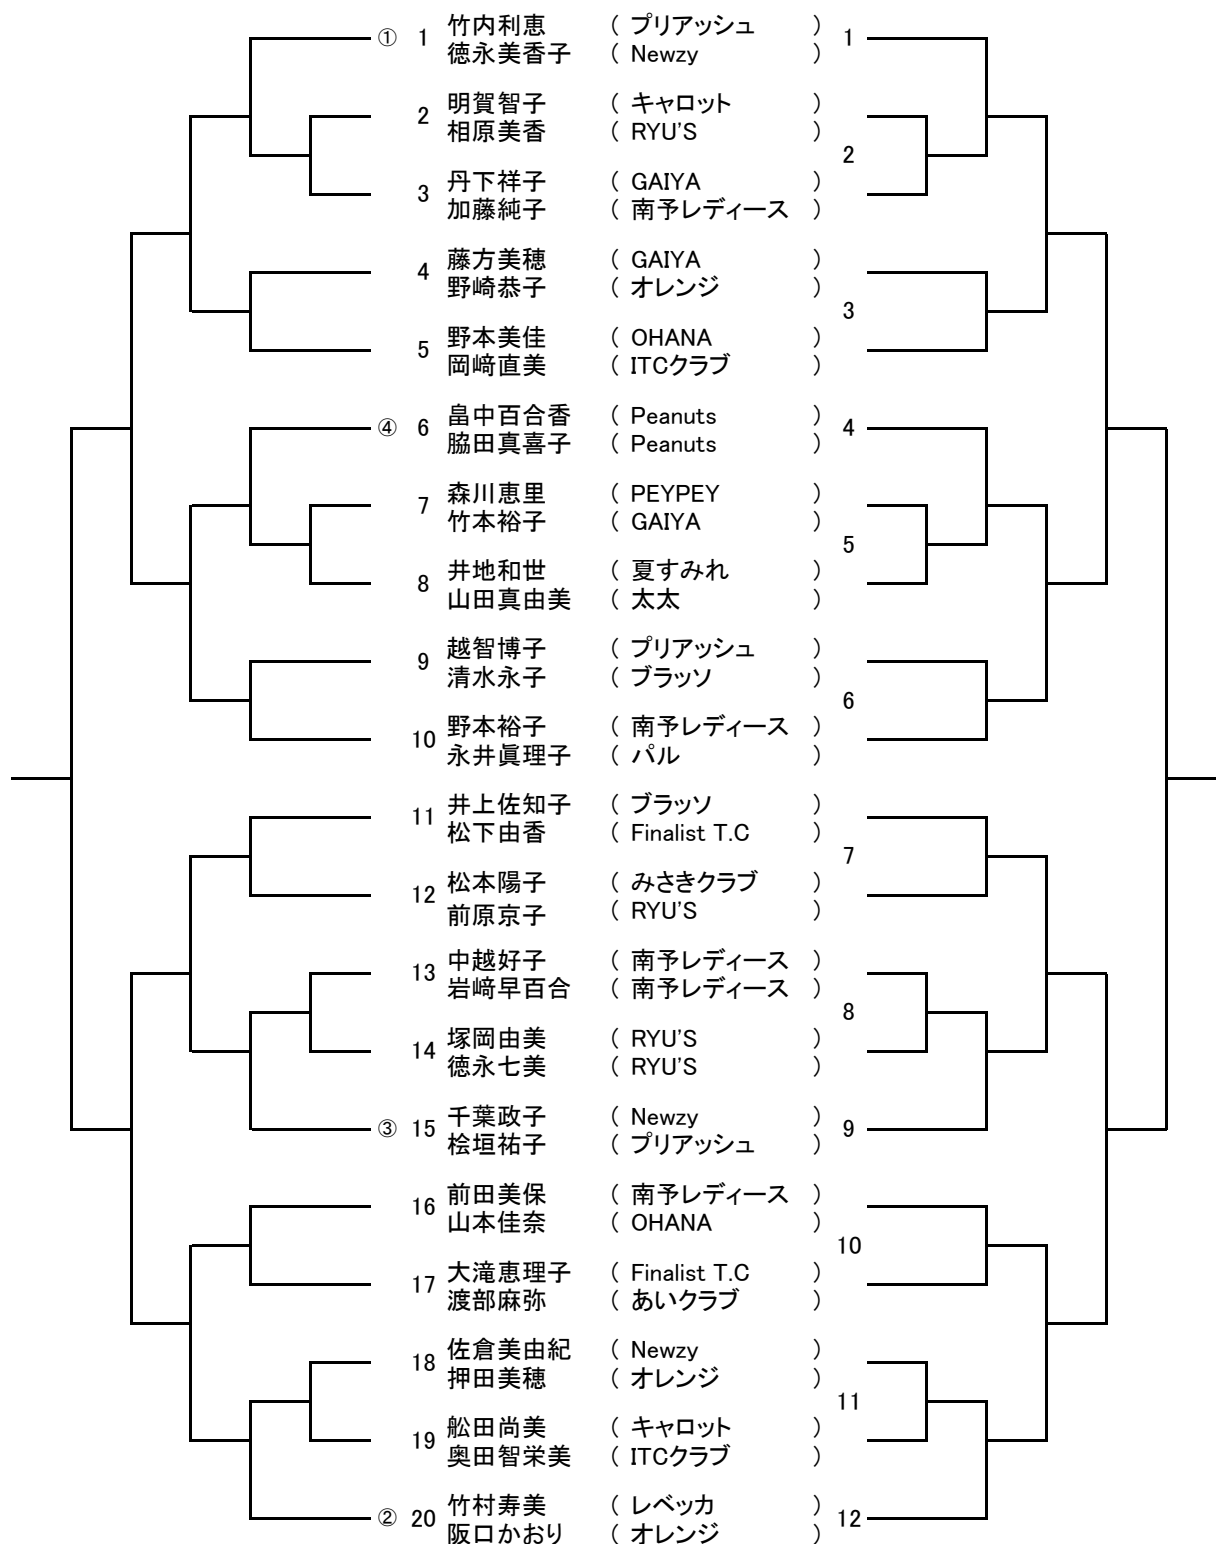 ① 1 竹内利恵 ( プリアッシュ ) 1
徳永美香子 ( Newzy )
2 明賀智子 ( キャロット )
相原美香 ( RYU'S )
2
3 丹下祥子 ( GAIYA )
加藤純子 ( 南予レディース )
4 藤方美穂 ( GAIYA )
野崎恭子 ( オレンジ )
3
5 野本美佳 ( OHANA )
岡﨑直美 ( ITCクラブ )
④ 6 畠中百合香 ( Peanuts ) 4
脇田真喜子 ( Peanuts )
7 森川恵里 ( PEYPEY )
竹本裕子 ( GAIYA )
5
8 井地和世 ( 夏すみれ )
山田真由美 ( 太太 )
9 越智博子 ( プリアッシュ )
清水永子 ( ブラッソ )
6
10 野本裕子 ( 南予レディース )
永井眞理子 ( パル )
11 井上佐知子 ( ブラッソ )
松下由香 ( Finalist T.C )
7
12 松本陽子 ( みさきクラブ )
前原京子 ( RYU'S )
13 中越好子 ( 南予レディース )
岩﨑早百合 ( 南予レディース )
8
14 塚岡由美 ( RYU'S )
徳永七美 ( RYU'S )
③ 15 千葉政子 ( Newzy ) 9
桧垣祐子 ( プリアッシュ )
16 前田美保 ( 南予レディース )
山本佳奈 ( OHANA )
10
17 大滝恵理子 ( Finalist T.C )
渡部麻弥 ( あいクラブ )
18 佐倉美由紀 ( Newzy )
押田美穂 ( オレンジ )
11
19 舩田尚美 ( キャロット )
奥田智栄美 ( ITCクラブ )
② 20 竹村寿美 ( レベッカ ) 12
阪口かおり ( オレンジ )